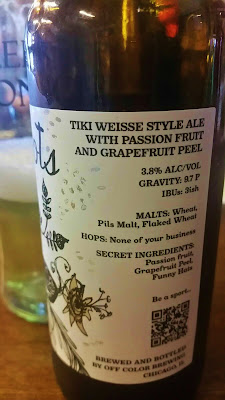 TIKI WEISSE STYLE ALE
WITH PASSION FRUIT
AND GRAPEFRUIT PEEL
3.8% ALC/VOL
GRAVITY: 9.7 P
IBUs: 3ish
MALTS: Wheat,
Pils Malt, Flaked Wheat
HOPS: None of your business
SECRET INGREDIENTS:
Passion fruit,
Grapefruit Peel,
Funny Hats
Be a sport...
BREWED AND BOTTLED
BY OFF COLOR BREWING
CHICAGO, IL